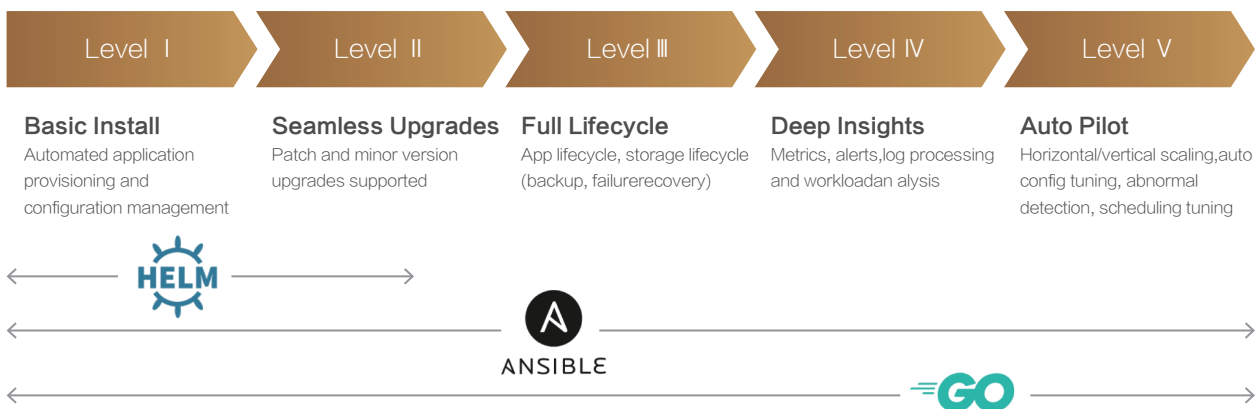 Level Ⅰ
Level Ⅱ
Level Ⅲ
Level Ⅳ
Level Ⅴ
Basic Install
Automated application
provisioning and
configuration management
Seamless Upgrades
Patch and minor version
upgrades supported
Full Lifecycle
App lifecycle, storage lifecycle
(backup, failurerecovery)
Deep Insights
Metrics, alerts,log processing
and workloadan alysis
Auto Pilot
Horizontal/vertical scaling,auto
config tuning, abnormal
detection, scheduling tuning
HELM
A
ANSIBLE
GO